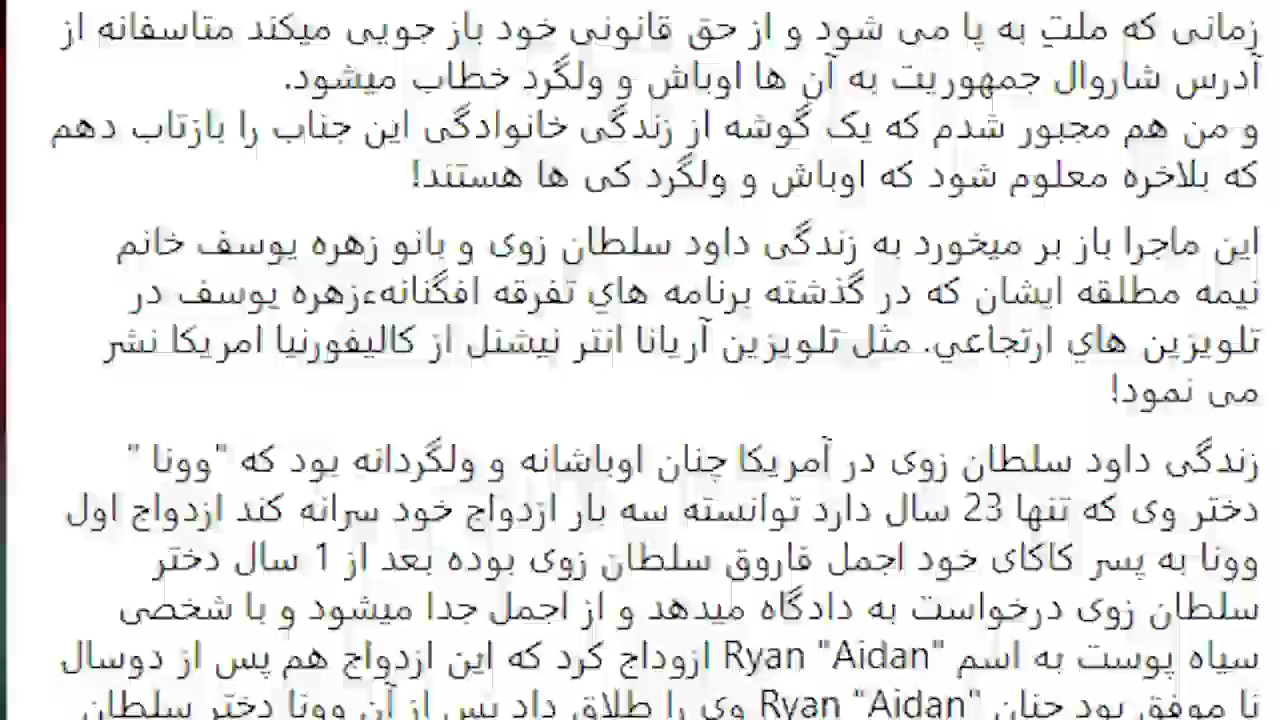 زمانی که ملتِ به پا می شود و از حق قانونی خود باز جویی میکند متاسفانه از
آدرس شاروال جمهوریت به آن ها اوباش و ولگرد خطاب میشود.
و من هم مجبور شدم که یک گوشه از زندگی خانوادگی این جناب را بازتاب دهم
که بلاخره معلوم شود که اوباش و ولگرد کی ها هستند!
این ماجرا باز بر میخورد به زندگی داود سلطان زوی و بانو زهره یوسف خانم
نیمه مطلقه ایشان که در گذشته برنامه هاي تفرقه افگنانهءزهره یوسف در
تلویزین هاي ارتجاعي. مثل تلویزین آریانا انتر نیشنل از کالیفورنیا امریکا نشر
می نمود!
زندگی داود سلطان زوی در آمریکا چنان اوباشانه و ولگردانه بود که "وونا "
دختر وی که تنها 23 سال دارد توانسته سه بار ازدواج خود سرانه کند ازدواج اول
وونا به پسر کاکای خود اجمل فاروق سلطان زوی بوده بعد از 1 سال دختر
سلطان زوی درخواست به دادگاه میدهد و از اجمل جدا میشود و با شخصی
سیاه پوست به اسم "Ryan "Aidan ازوداج کرد که این ازدواج هم پس از دوسال
نا موفق بود چنان "Ryan "Aidan وی را طلاق داد پس از آن وونا دختر سلطان